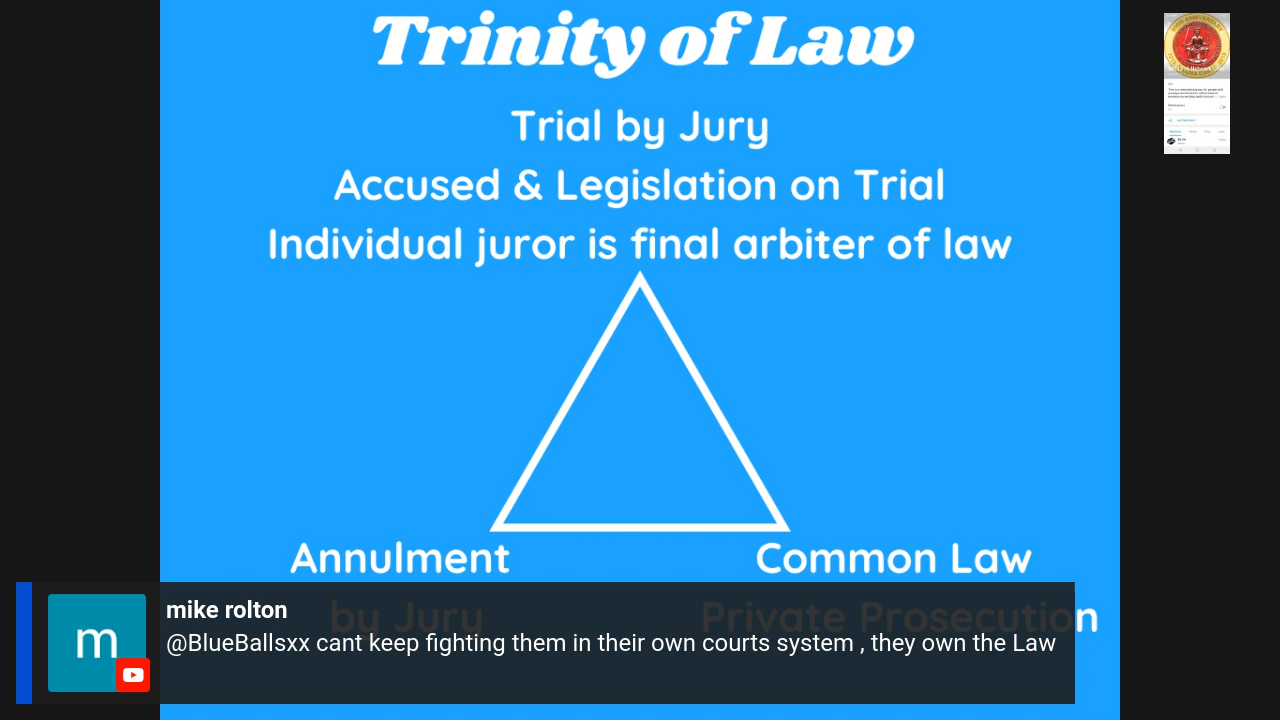 Trinity of Law
Trial by Jury
Accused & Legislation on Trial
Individual juror is final arbiter of law
Annulment
Common Law
by Jury
Private Prosecution
m
mike rolton
@BlueBallsxx cant keep fighting them in their own courts system , they own the Law